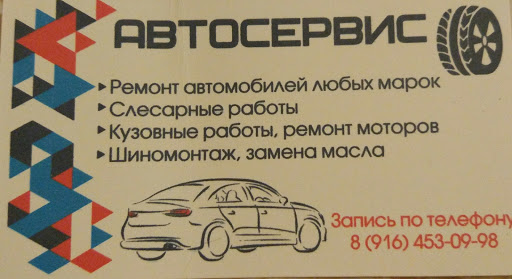 АВТОСЕРВИС
Ремонт автомобилей любых марок
Слесарные работы
Кузовные работы, ремонт моторов
Шиномонтаж, замена масла
Запись по телефону
8 (916) 453-09-98